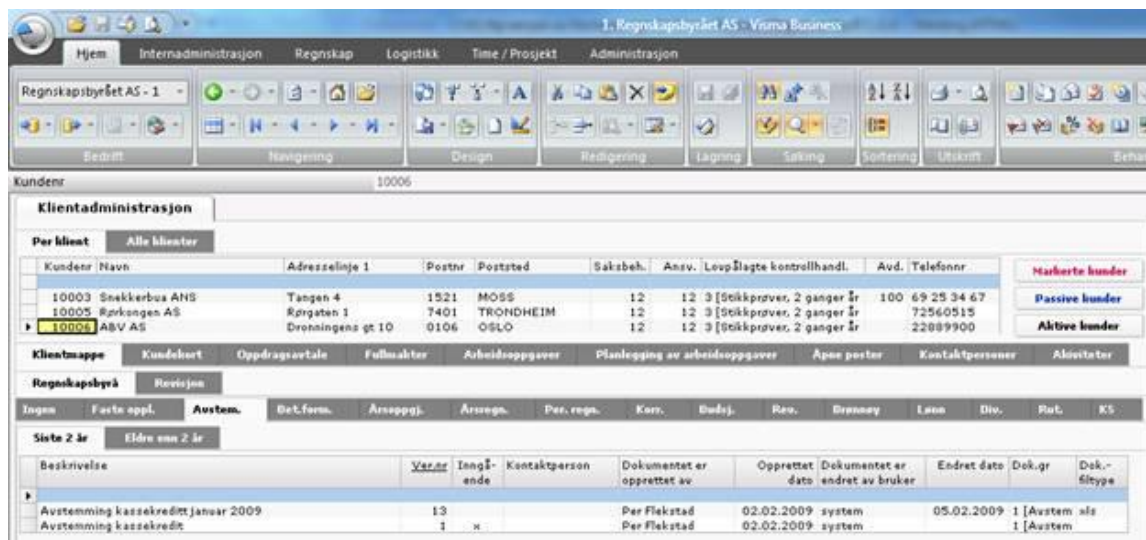 1. Regnskapsbyrået AS - Visma Business
Hjem Internadministrasjon Regnskap Logistikk Time / Prosjekt Administrasjon
Regnskapsbyrået AS - 1
Bedrift Navigering Design Redigering Lagring Søking Sortering Utskrift Beha
Kundenr 10006
Klientadministrasjon
Per klient Alle klienter
Kundenr Navn Adresselinje 1 Postnr Poststed Saksbeh. Ansv. Lovpålagte kontrollhandl. Avd. Telefonnr
10003 Snekkerbua ANS Tangen 4 1521 MOSS 12 12 3 [Stikkprøver, 2 ganger år 100 69 25 34 67
10005 Rørkongen AS Rørgaten 1 7401 TRONDHEIM 12 12 3 [Stikkprøver, 2 ganger år 72560515
10006 ABV AS Dronningens gt 10 0106 OSLO 12 12 3 [Stikkprøver, 2 ganger år 22889900
Markerte kunder
Passive kunder
Aktive kunder
Klientmappe Kundekort Oppdragsavtale Fullmakter Arbeidsoppgaver Planlegging av arbeidsoppgaver Åpne poster Kontaktpersoner Aktiviteter
Regnskapsbyrå Revisjon
Ingen Faste oppl. Avstem. Bet.form. Årsoppgj. Årsregn. Per. regn. Korr. Budsj. Rev. Brønnøy Lønn Div. Rut. KS
Siste 2 år Eldre enn 2 år
Beskrivelse Ver.nr Inngå-ende Kontaktperson Dokumentet er opprettet av Opprettet dato Dokumentet er endret av bruker Endret dato Dok.gr Dok.-filtype
Avstemming kassekreditt januar 2009 13 Per Flekstad 02.02.2009 system 05.02.2009 1 [Avstem xls
Avstemming kassekredit 1 x Per Flekstad 02.02.2009 system 1 [Avstem